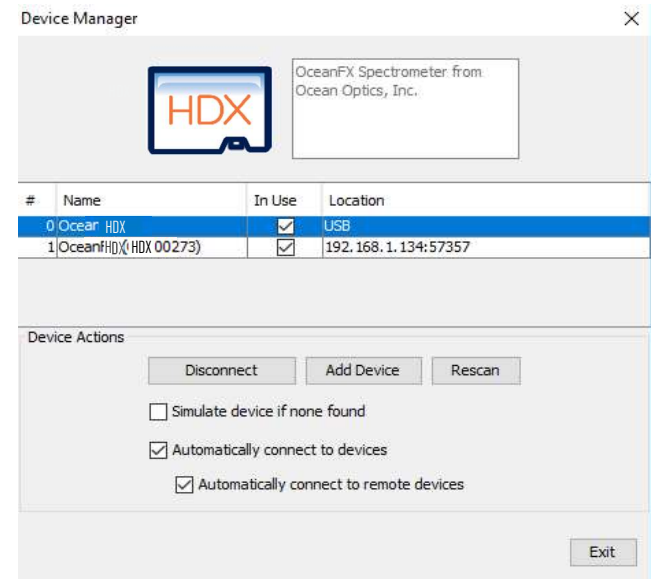 Device Manager
HDX
OceanFX Spectrometer from
Ocean Optics, Inc.
# Name In Use Location
0 Ocear HDX USB
1 OceanfHDX(HDX 00273) 192.168.1.134:57357
Device Actions
Disconnect Add Device Rescan
Simulate device if none found
Automatically connect to devices
Automatically connect to remote devices
Exit